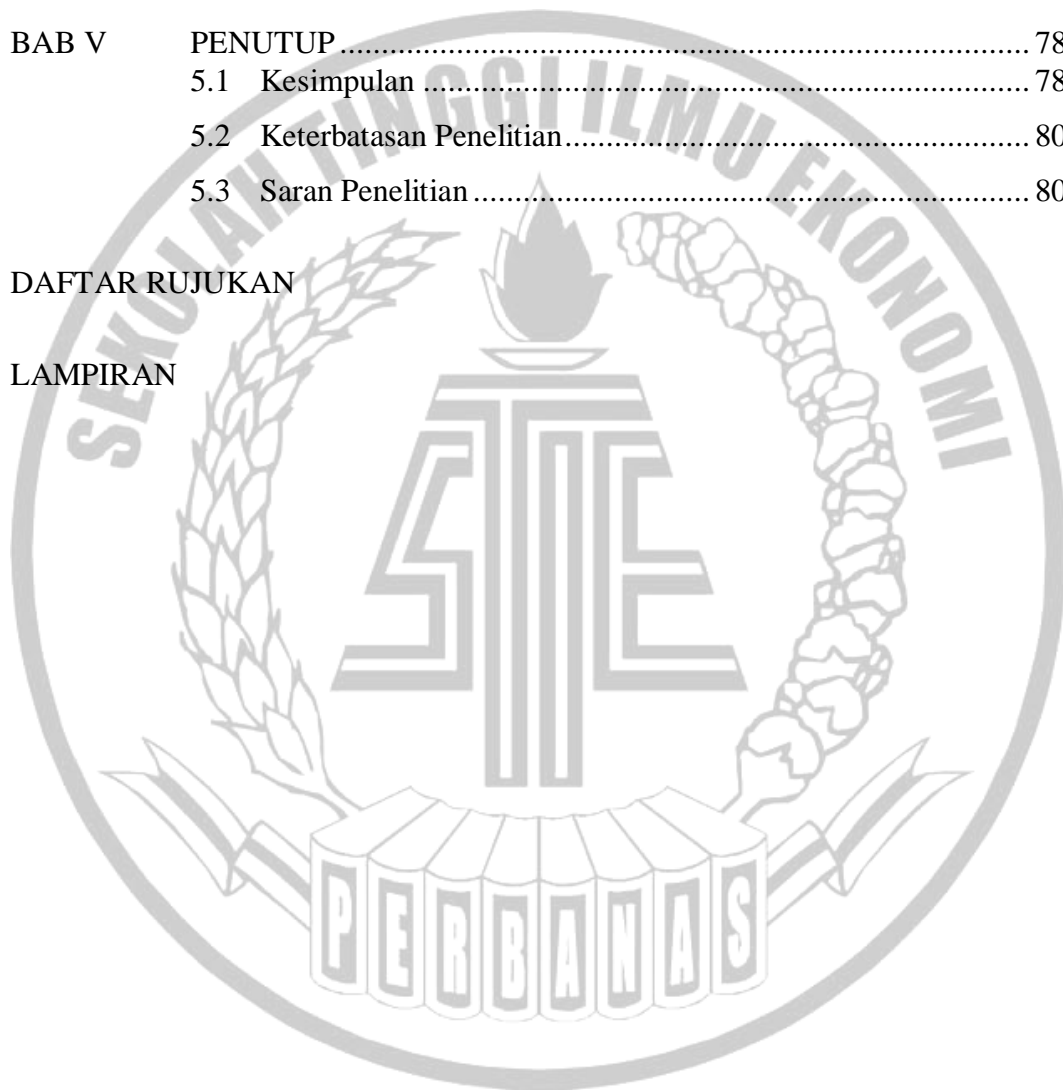 BAB V PENUTUP ........................................................................................ 78
5.1 Kesimpulan ............................................................................. 78
5.2 Keterbatasan Penelitian ........................................................... 80
5.3 Saran Penelitian ...................................................................... 80
DAFTAR RUJUKAN
LAMPIRAN
SEKOLAH TINGGI ILMU EKONOMI
STIE
PERBANAS